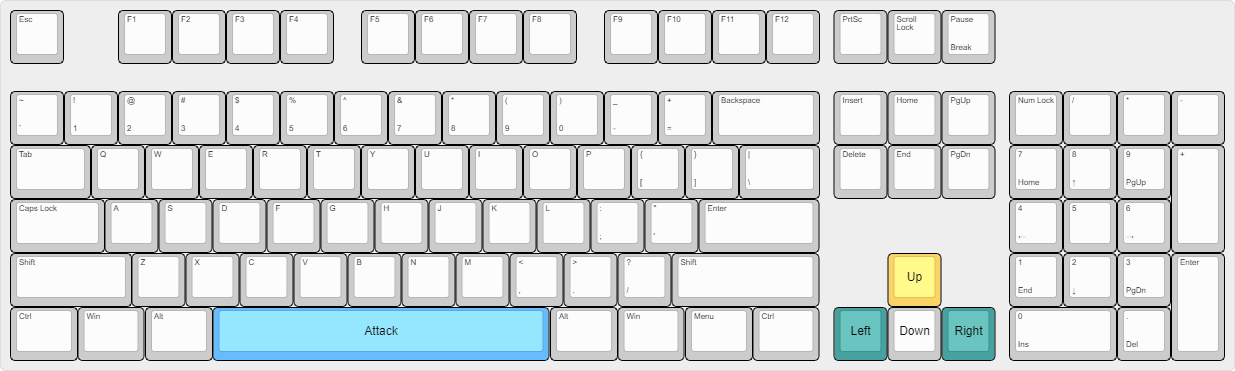 Esc F1 F2 F3 F4 F5 F6 F7 F8 F9 F10 F11 F12 PrtSc Scroll Lock Pause Break
~ ` ! 1 @ 2 # 3 $ 4 % 5 ^ 6 & 7 * 8 ( 9 ) 0 _ - + = Backspace Insert Home PgUp Num Lock / * -
Tab Q W E R T Y U I O P { [ } ] | \ Delete End PgDn 7 Home 8 ↑ 9 PgUp +
Caps Lock A S D F G H J K L : ; " ' Enter 4 ← 5 6 →
Shift Z X C V B N M < , > . ? / Shift Up 1 End 2 ↓ 3 PgDn Enter
Ctrl Win Alt Attack Alt Win Menu Ctrl Left Down Right 0 Ins . Del